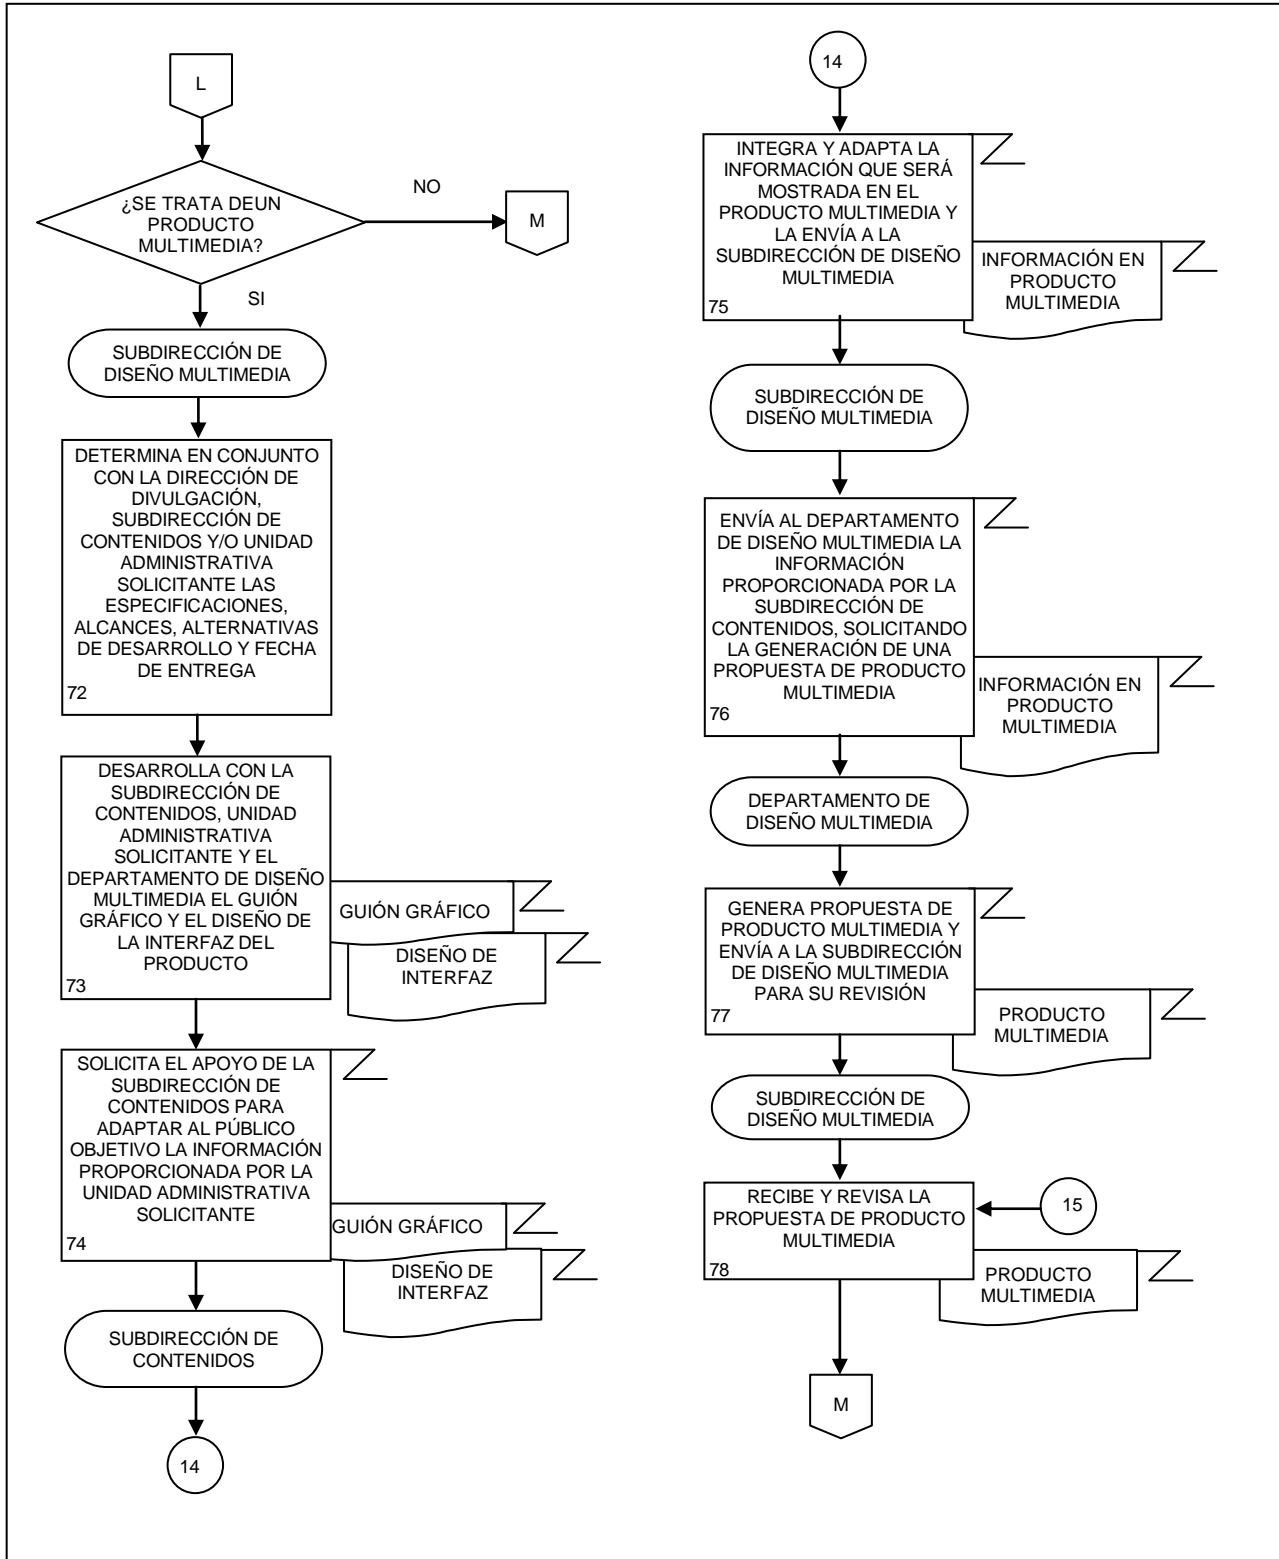 L
¿SE TRATA DEUN
PRODUCTO
MULTIMEDIA?
NO
M
SI
SUBDIRECCIÓN DE
DISEÑO MULTIMEDIA
DETERMINA EN CONJUNTO
CON LA DIRECCIÓN DE
DIVULGACIÓN,
SUBDIRECCIÓN DE
CONTENIDOS Y/O UNIDAD
ADMINISTRATIVA
SOLICITANTE LAS
ESPECIFICACIONES,
ALCANCES, ALTERNATIVAS
DE DESARROLLO Y FECHA
DE ENTREGA
72
DESARROLLA CON LA
SUBDIRECCIÓN DE
CONTENIDOS, UNIDAD
ADMINISTRATIVA
SOLICITANTE Y EL
DEPARTAMENTO DE DISEÑO
MULTIMEDIA EL GUIÓN
GRÁFICO Y EL DISEÑO DE
LA INTERFAZ DEL
PRODUCTO
73
GUIÓN GRÁFICO
DISEÑO DE
INTERFAZ
SOLICITA EL APOYO DE LA
SUBDIRECCIÓN DE
CONTENIDOS PARA
ADAPTAR AL PÚBLICO
OBJETIVO LA INFORMACIÓN
PROPORCIONADA POR LA
UNIDAD ADMINISTRATIVA
SOLICITANTE
74
GUIÓN GRÁFICO
DISEÑO DE
INTERFAZ
SUBDIRECCIÓN DE
CONTENIDOS
14
14
INTEGRA Y ADAPTA LA
INFORMACIÓN QUE SERÁ
MOSTRADA EN EL
PRODUCTO MULTIMEDIA Y
LA ENVÍA A LA
SUBDIRECCIÓN DE DISEÑO
MULTIMEDIA
75
INFORMACIÓN EN
PRODUCTO
MULTIMEDIA
SUBDIRECCIÓN DE
DISEÑO MULTIMEDIA
ENVÍA AL DEPARTAMENTO
DE DISEÑO MULTIMEDIA LA
INFORMACIÓN
PROPORCIONADA POR LA
SUBDIRECCIÓN DE
CONTENIDOS, SOLICITANDO
LA GENERACIÓN DE UNA
PROPUESTA DE PRODUCTO
MULTIMEDIA
76
INFORMACIÓN EN
PRODUCTO
MULTIMEDIA
DEPARTAMENTO DE
DISEÑO MULTIMEDIA
GENERA PROPUESTA DE
PRODUCTO MULTIMEDIA Y
ENVÍA A LA SUBDIRECCIÓN
DE DISEÑO MULTIMEDIA
PARA SU REVISIÓN
77
PRODUCTO
MULTIMEDIA
SUBDIRECCIÓN DE
DISEÑO MULTIMEDIA
RECIBE Y REVISA LA
PROPUESTA DE PRODUCTO
MULTIMEDIA
78
15
PRODUCTO
MULTIMEDIA
M